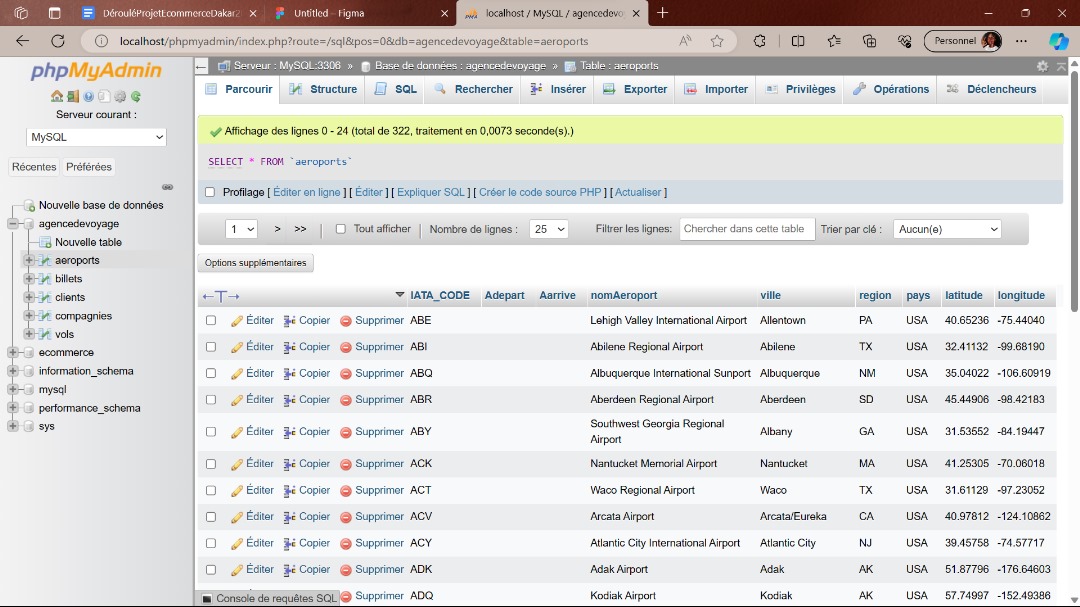 DérouléProjetEcommerceDakar2
Untitled – Figma
localhost / MySQL / agencedevoy
localhost/phpmyadmin/index.php?route=/sql&pos=0&db=agencedevoyage&table=aeroports
Personnel
phpMyAdmin
Serveur courant :
MySQL
Récentes Préférées
Nouvelle base de données
agencedevoyage
Nouvelle table
aeroports
billets
clients
compagnies
vols
ecommerce
information_schema
mysql
performance_schema
sys
Serveur : MySQL:3306 » Base de données : agencedevoyage » Table : aeroports
Parcourir Structure SQL Rechercher Insérer Exporter Importer Privilèges Opérations Déclencheurs
Affichage des lignes 0 - 24 (total de 322, traitement en 0,0073 seconde(s).)
SELECT * FROM `aeroports`
Profilage [ Éditer en ligne ] [ Éditer ] [ Expliquer SQL ] [ Créer le code source PHP ] [ Actualiser ]
1 > >> | Tout afficher | Nombre de lignes : 25 Filtrer les lignes: Chercher dans cette table Trier par clé : Aucun(e)
Options supplémentaires
←T→ IATA_CODE Adepart Aarrive nomAeroport ville region pays latitude longitude
Éditer Copier Supprimer ABE Lehigh Valley International Airport Allentown PA USA 40.65236 -75.44040
Éditer Copier Supprimer ABI Abilene Regional Airport Abilene TX USA 32.41132 -99.68190
Éditer Copier Supprimer ABQ Albuquerque International Sunport Albuquerque NM USA 35.04022 -106.60919
Éditer Copier Supprimer ABR Aberdeen Regional Airport Aberdeen SD USA 45.44906 -98.42183
Éditer Copier Supprimer ABY Southwest Georgia Regional Airport Albany GA USA 31.53552 -84.19447
Éditer Copier Supprimer ACK Nantucket Memorial Airport Nantucket MA USA 41.25305 -70.06018
Éditer Copier Supprimer ACT Waco Regional Airport Waco TX USA 31.61129 -97.23052
Éditer Copier Supprimer ACV Arcata Airport Arcata/Eureka CA USA 40.97812 -124.10862
Éditer Copier Supprimer ACY Atlantic City International Airport Atlantic City NJ USA 39.45758 -74.57717
Éditer Copier Supprimer ADK Adak Airport Adak AK USA 51.87796 -176.64603
Supprimer ADQ Kodiak Airport Kodiak AK USA 57.74997 -152.49386
Console de requêtes SQL